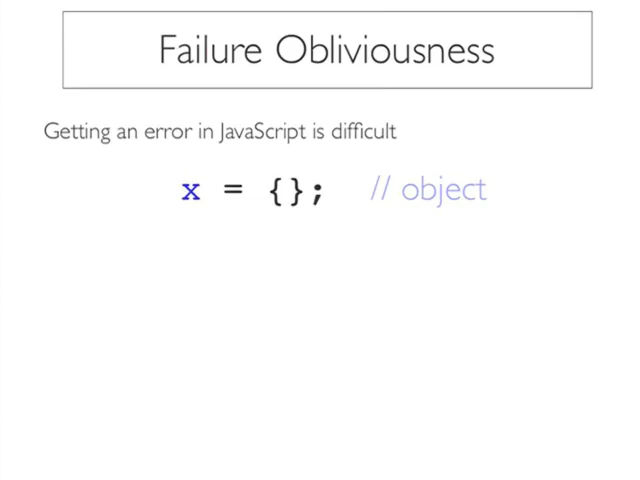 Failure Obliviousness
Getting an error in JavaScript is difficult
x = {}; // object